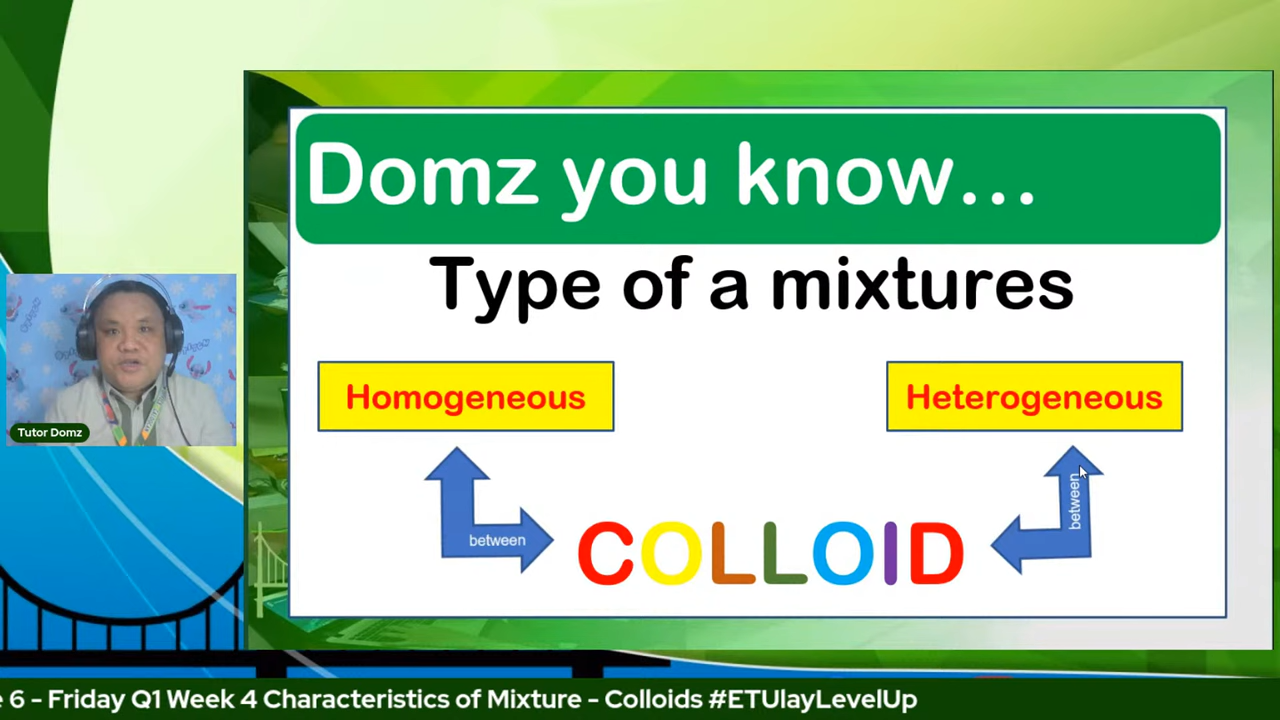 Domz you know...
Type of a mixtures
Homogeneous
Heterogeneous
between
between
COLLOID
Tutor Domz
e 6 - Friday Q1 Week 4 Characteristics of Mixture - Colloids #ETUlayLevelUp